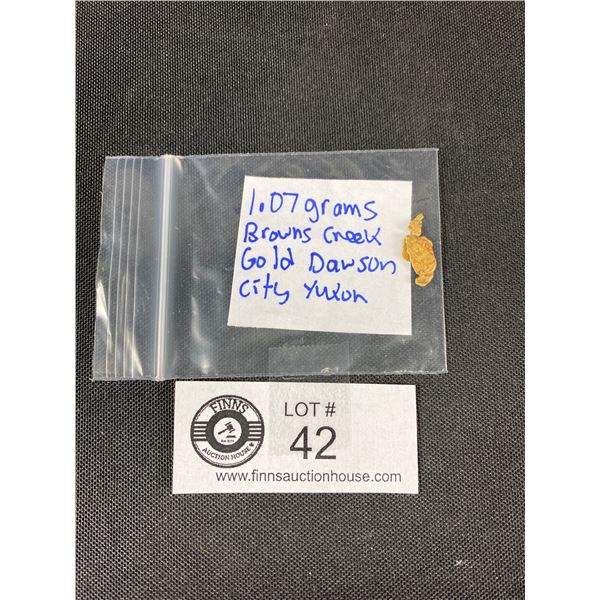 1.07 grams
Browns Creek
Gold Dawson
City Yukon
FINNS
AUCTION HOUSE
LOT #
42
www.finnsauctionhouse.com